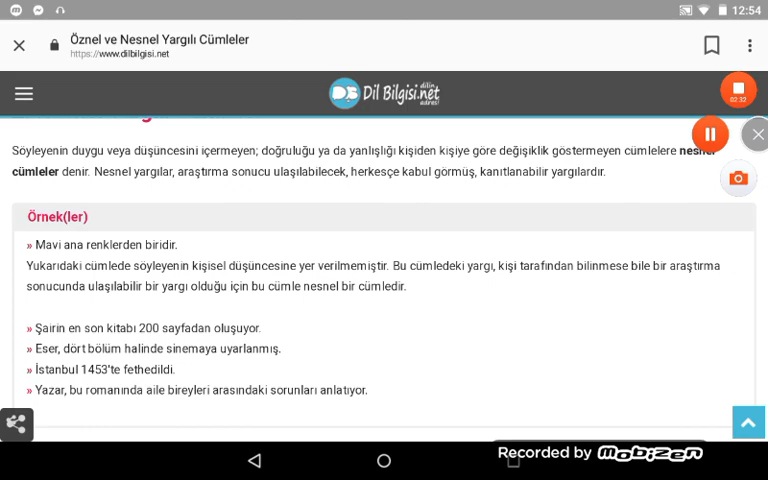 12:54
Öznel ve Nesnel Yargılı Cümleler
https://www.dilbilgisi.net
DB Dil Bilgisi.net
dilin
adresi
02:32
Söyleyenin duygu veya düşüncesini içermeyen; doğruluğu ya da yanlışlığı kişiden kişiye göre değişiklik göstermeyen cümlelere nesnel
cümleler denir. Nesnel yargılar, araştırma sonucu ulaşılabilecek, herkesçe kabul görmüş, kanıtlanabilir yargılardır.
Örnek(ler)
» Mavi ana renklerden biridir.
Yukarıdaki cümlede söyleyenin kişisel düşüncesine yer verilmemiştir. Bu cümledeki yargı, kişi tarafından bilinmese bile bir araştırma
sonucunda ulaşılabilir bir yargı olduğu için bu cümle nesnel bir cümledir.
» Şairin en son kitabı 200 sayfadan oluşuyor.
» Eser, dört bölüm halinde sinemaya uyarlanmış.
» İstanbul 1453'te fethedildi.
» Yazar, bu romanında aile bireyleri arasındaki sorunları anlatıyor.
Recorded by mobizen